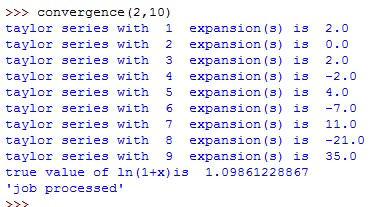 >>> convergence(2,10)
taylor series with  1  expansion(s) is  2.0
taylor series with  2  expansion(s) is  0.0
taylor series with  3  expansion(s) is  2.0
taylor series with  4  expansion(s) is  -2.0
taylor series with  5  expansion(s) is  4.0
taylor series with  6  expansion(s) is  -7.0
taylor series with  7  expansion(s) is  11.0
taylor series with  8  expansion(s) is  -21.0
taylor series with  9  expansion(s) is  35.0
true value of ln(1+x)is  1.09861228867
'job processed'
>>>